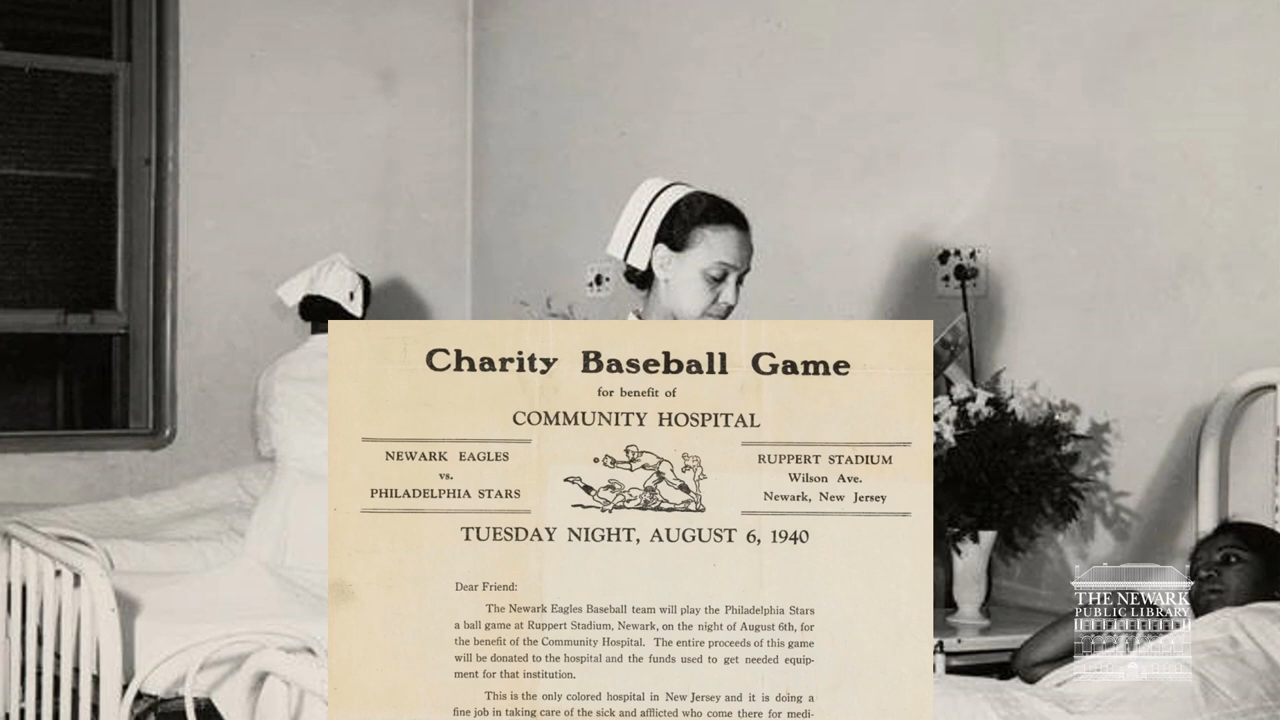 Charity Baseball Game
for benefit of
COMMUNITY HOSPITAL
NEWARK EAGLES
vs.
PHILADELPHIA STARS
RUPPERT STADIUM
Wilson Ave.
Newark, New Jersey
TUESDAY NIGHT, AUGUST 6, 1940
Dear Friend:
The Newark Eagles Baseball team will play the Philadelphia Stars
a ball game at Ruppert Stadium, Newark, on the night of August 6th, for
the benefit of the Community Hospital. The entire proceeds of this game
will be donated to the hospital and the funds used to get needed equip-
ment for that institution.
This is the only colored hospital in New Jersey and it is doing a
fine job in taking care of the sick and afflicted who come there for medi-
THE NEWARK
PUBLIC LIBRARY